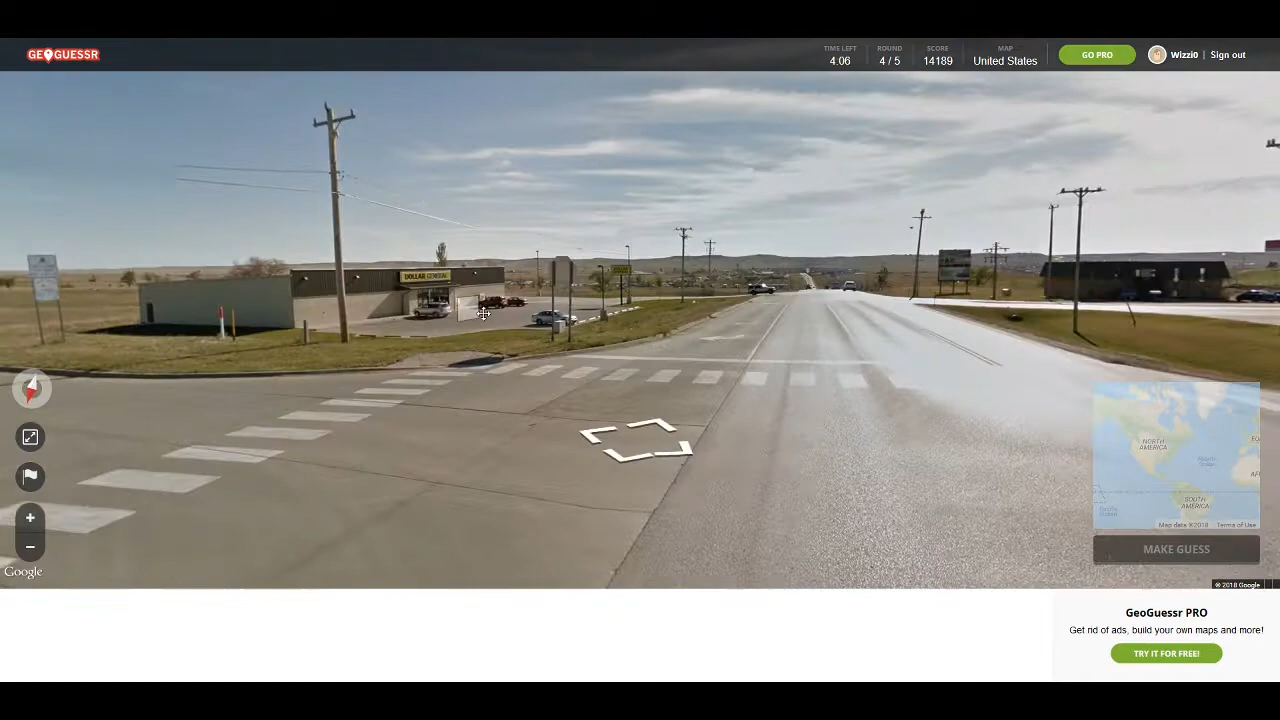 GEOGUESSR
TIME LEFT
4:06
ROUND
4 / 5
SCORE
14189
MAP
United States
GO PRO
Wizzi0 | Sign out
DOLLAR GENERAL
NORTH
AMERICA
SOUTH
AMERICA
Map data ©2018 Terms of Use
MAKE GUESS
Google
© 2018 Google
GeoGuessr PRO
Get rid of ads, build your own maps and more!
TRY IT FOR FREE!